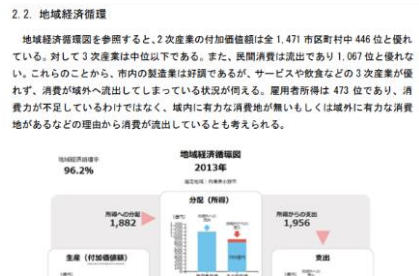 2.2. 地域経済循環
地域経済循環図を参照すると、2次産業の付加価値額は全1,471市区町村中446位と優れ
ている。対して3次産業は中位以下である。また、民間消費は流出であり1,067位と優れな
い。これらのことから、市内の製造業は好調であるが、サービスや飲食などの3次産業が優
れず、消費が域外へ流出してしまっている状況が伺える。雇用者所得は473位であり、消
費力が不足しているわけではなく、域内に有力な消費地が無いもしくは域外に有力な消費
地があるなどの理由から消費が流出しているとも考えられる。
地域経済循環率
96.2%
地域経済循環図
2013年
分配（所得）
所得への分配
1,882
所得からの支出
1,956
生産（付加価値額）
支出